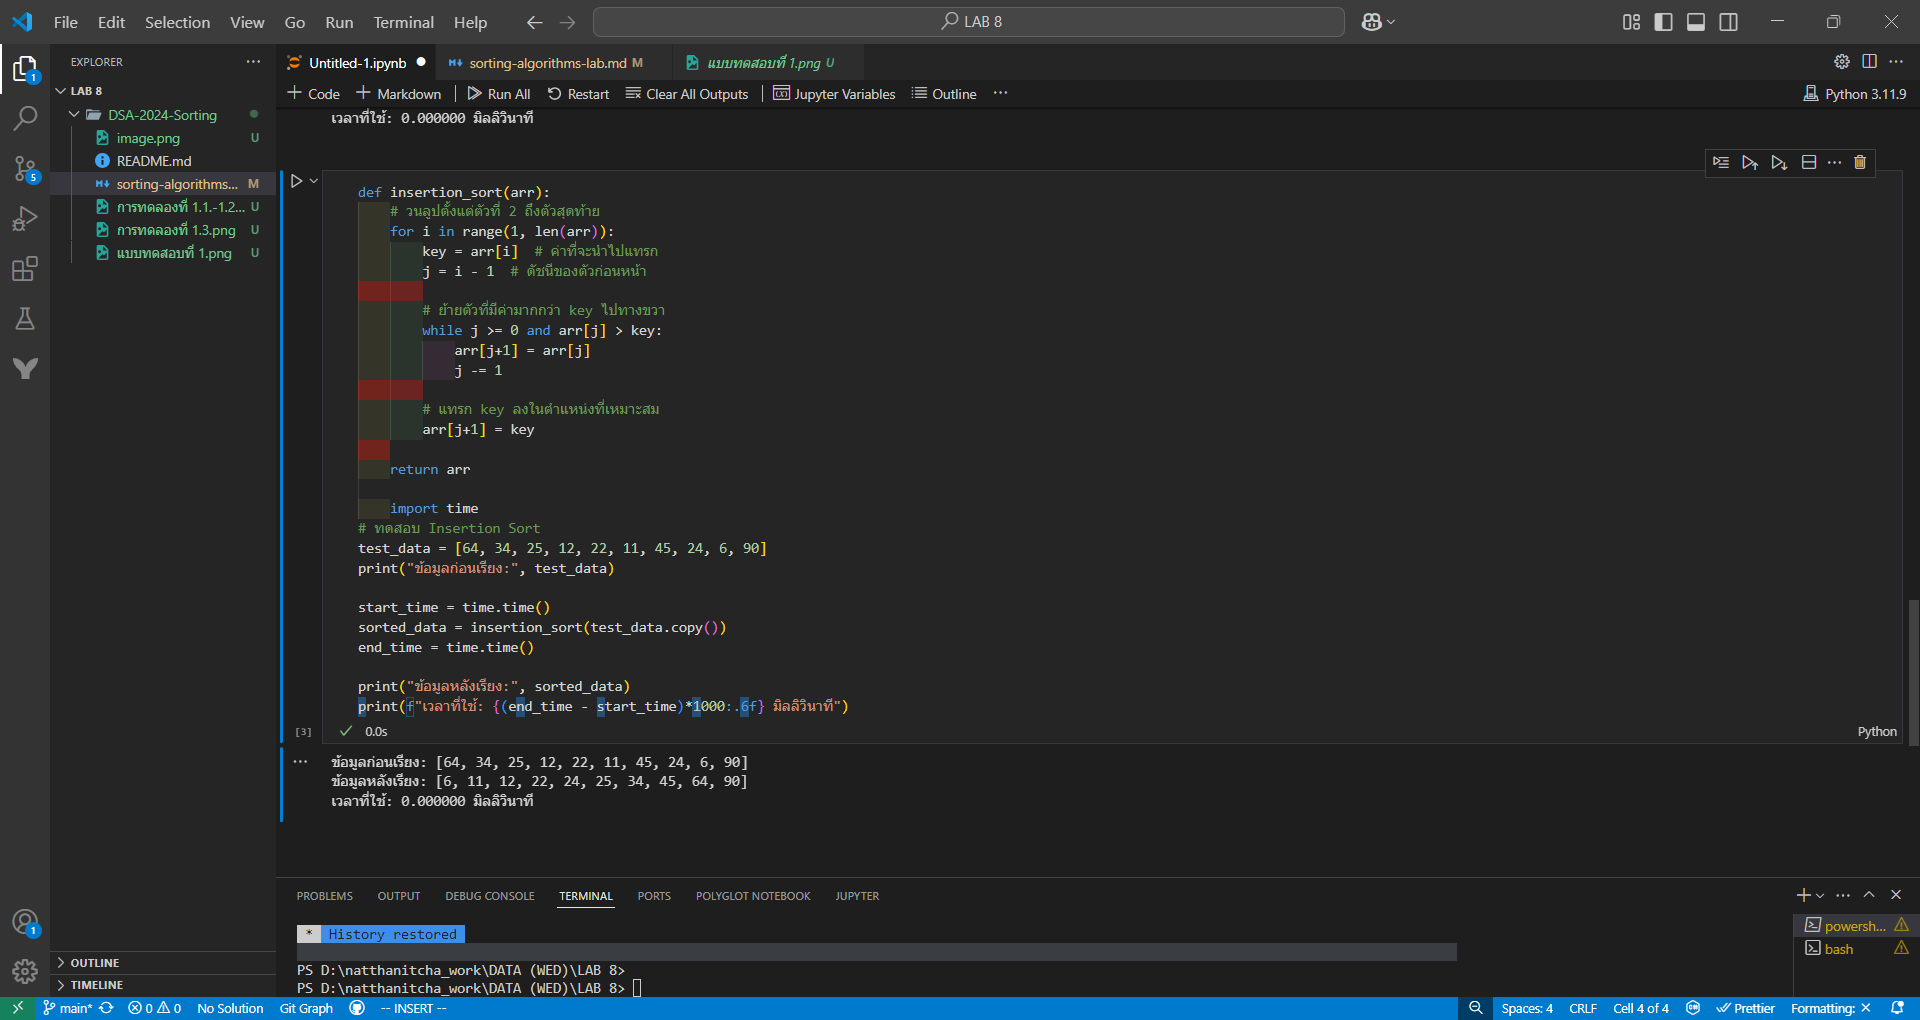 File Edit Selection View Go Run Terminal Help
LAB 8
EXPLORER
Untitled-1.ipynb
sorting-algorithms-lab.md M
แบบทดสอบที่ 1.png U
LAB 8
Code Markdown Run All Restart Clear All Outputs Jupyter Variables Outline
Python 3.11.9
DSA-2024-Sorting
image.png U
README.md
sorting-algorithms... M
การทดลองที่ 1.1.-1.2... U
การทดลองที่ 1.3.png U
แบบทดสอบที่ 1.png U
1
5
1
เวลาที่ใช้: 0.000000 มิลลิวินาที
def insertion_sort(arr):
# วนลูปตั้งแต่ตัวที่ 2 ถึงตัวสุดท้าย
for i in range(1, len(arr)):
key = arr[i]  # ค่าที่จะนำไปแทรก
j = i - 1  # ดัชนีของตัวก่อนหน้า
# ย้ายตัวที่มีค่ามากกว่า key ไปทางขวา
while j >= 0 and arr[j] > key:
arr[j+1] = arr[j]
j -= 1
# แทรก key ลงในตำแหน่งที่เหมาะสม
arr[j+1] = key
return arr
import time
# ทดสอบ Insertion Sort
test_data = [64, 34, 25, 12, 22, 11, 45, 24, 6, 90]
print("ข้อมูลก่อนเรียง:", test_data)
start_time = time.time()
sorted_data = insertion_sort(test_data.copy())
end_time = time.time()
print("ข้อมูลหลังเรียง:", sorted_data)
print(f"เวลาที่ใช้: {(end_time - start_time)*1000:.6f} มิลลิวินาที")
[3]
0.0s
Python
ข้อมูลก่อนเรียง: [64, 34, 25, 12, 22, 11, 45, 24, 6, 90]
ข้อมูลหลังเรียง: [6, 11, 12, 22, 24, 25, 34, 45, 64, 90]
เวลาที่ใช้: 0.000000 มิลลิวินาที
PROBLEMS OUTPUT DEBUG CONSOLE TERMINAL PORTS POLYGLOT NOTEBOOK JUPYTER
* History restored
PS D:\natthanitcha_work\DATA (WED)\LAB 8>
PS D:\natthanitcha_work\DATA (WED)\LAB 8>
powersh...
bash
OUTLINE
TIMELINE
main* 0 0 No Solution Git Graph -- INSERT --
Spaces: 4 CRLF Cell 4 of 4 Prettier Formatting: ×